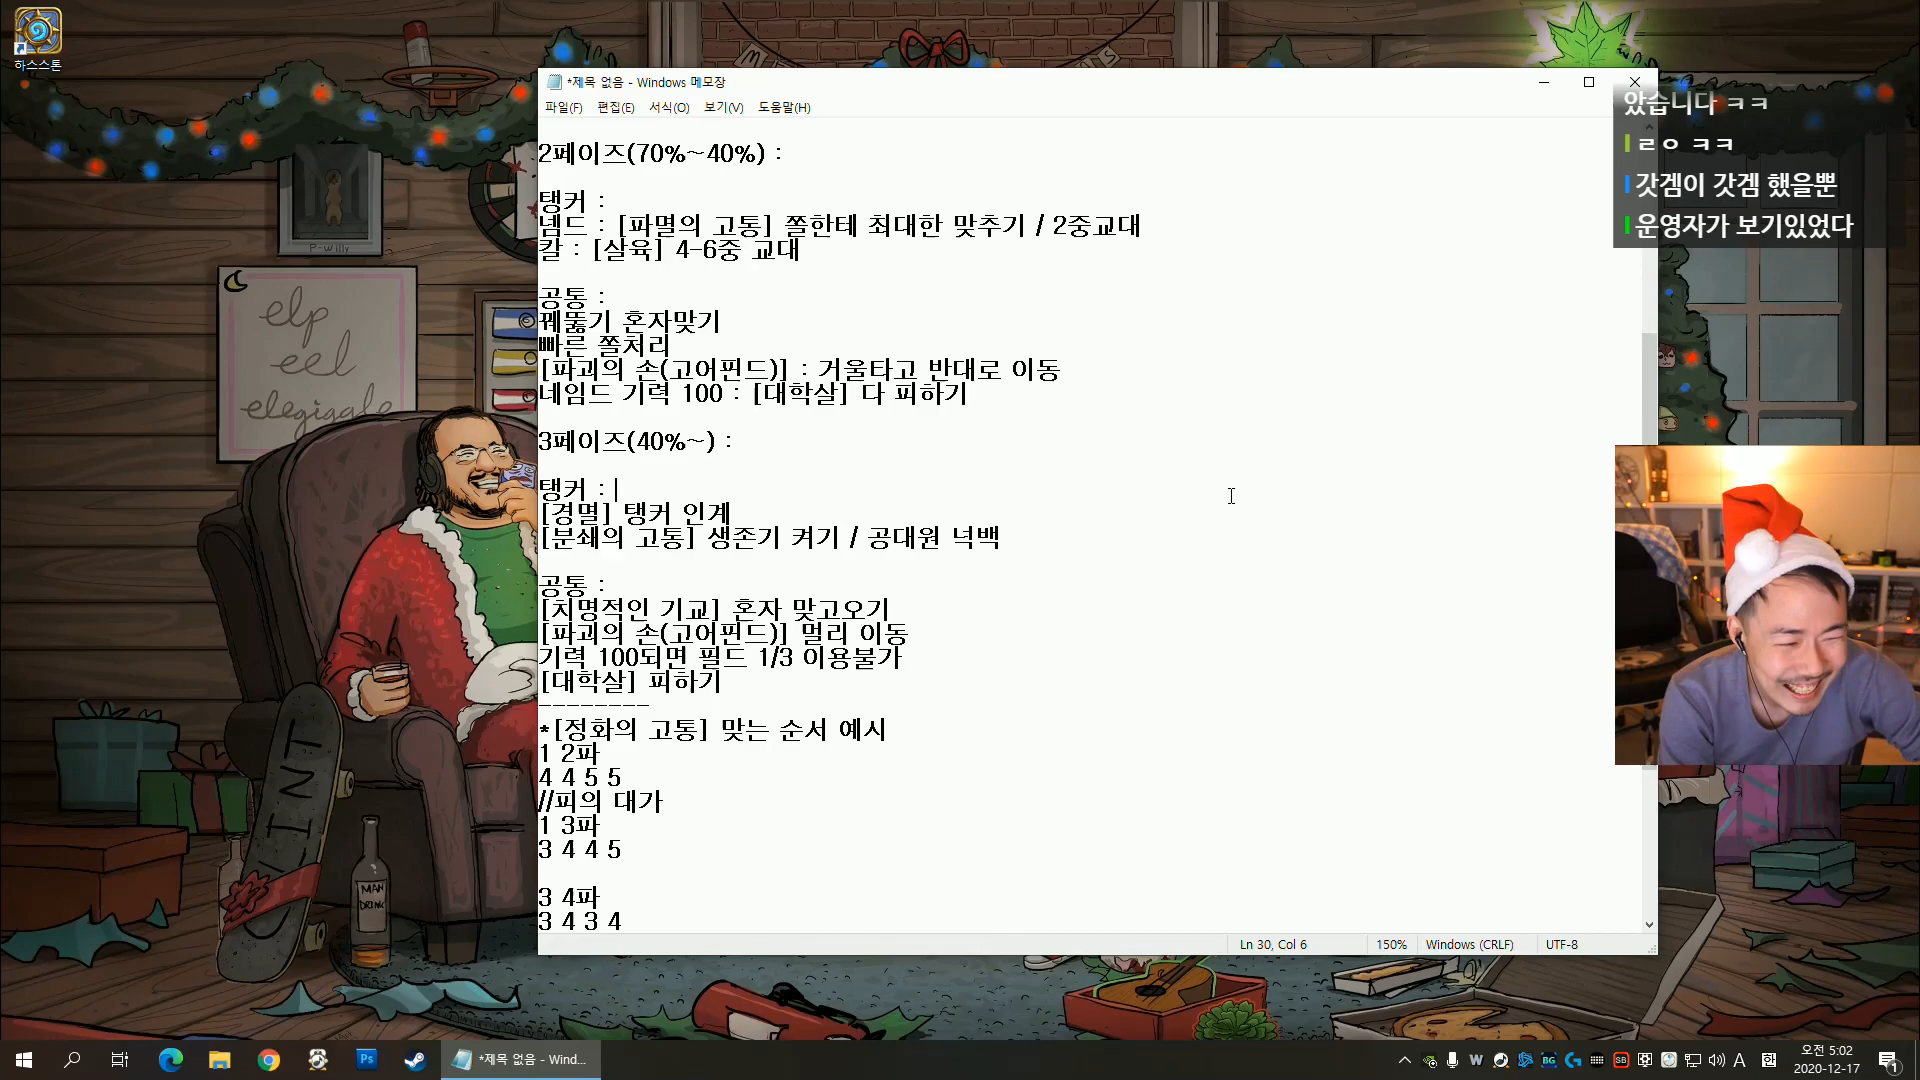 하스스톤
*제목 없음 - Windows 메모장
파일(F) 편집(E) 서식(O) 보기(V) 도움말(H)
2페이즈(70%~40%) :
탱커 :
넴드 : [파멸의 고통] 쫄한테 최대한 맞추기 / 2중교대
칼 : [살육] 4-6중 교대
공통 :
꿰뚫기 혼자맞기
빠른 쫄처리
[파괴의 손(고어핀드)] : 거울타고 반대로 이동
네임드 기력 100 : [대학살] 다 피하기
3페이즈(40%~) :
탱커 :
[경멸] 탱커 인계
[분쇄의 고통] 생존기 켜기 / 공대원 넉백
공통 :
[치명적인 기교] 혼자 맞고오기
[파괴의 손(고어핀드)] 멀리 이동
기력 100되면 필드 1/3 이용불가
[대학살] 피하기
--------
*[정화의 고통] 맞는 순서 예시
1 2파
4 4 5 5
//피의 대가
1 3파
3 4 4 5
3 4파
3 4 3 4
Ln 30, Col 6
150%
Windows (CRLF)
UTF-8
았습니다 ㅋㅋ
ㄹㅇ ㅋㅋ
갓겜이 갓겜 했을뿐
운영자가 보기있었다
P-Willy
elp
eel
elegigale
CLINT
MAN
DRINK
*제목 없음 - Wind...
오전 5:02
2020-12-17